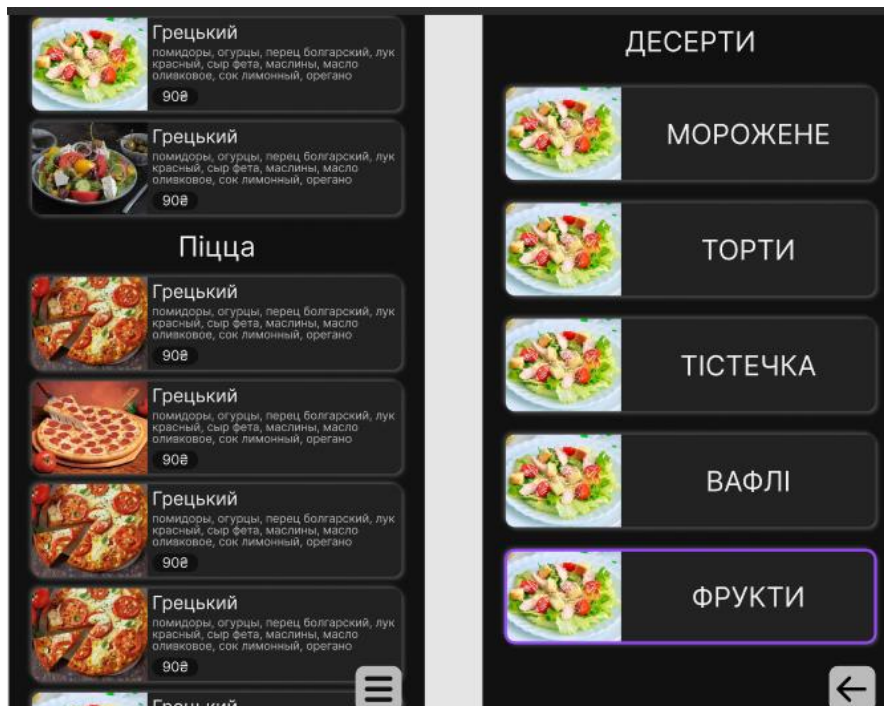 Грецький
помидоры, огурцы, перец болгарский, лук
красный, сыр фета, маслины, масло
оливковое, сок лимонный, орегано
90₴
Грецький
помидоры, огурцы, перец болгарский, лук
красный, сыр фета, маслины, масло
оливковое, сок лимонный, орегано
90₴
Піцца
Грецький
помидоры, огурцы, перец болгарский, лук
красный, сыр фета, маслины, масло
оливковое, сок лимонный, орегано
90₴
Грецький
помидоры, огурцы, перец болгарский, лук
красный, сыр фета, маслины, масло
оливковое, сок лимонный, орегано
90₴
Грецький
помидоры, огурцы, перец болгарский, лук
красный, сыр фета, маслины, масло
оливковое, сок лимонный, орегано
90₴
Грецький
помидоры, огурцы, перец болгарский, лук
красный, сыр фета, маслины, масло
оливковое, сок лимонный, орегано
90₴
Грецький
ДЕСЕРТИ
МОРОЖЕНЕ
ТОРТИ
ТІСТЕЧКА
ВАФЛІ
ФРУКТИ